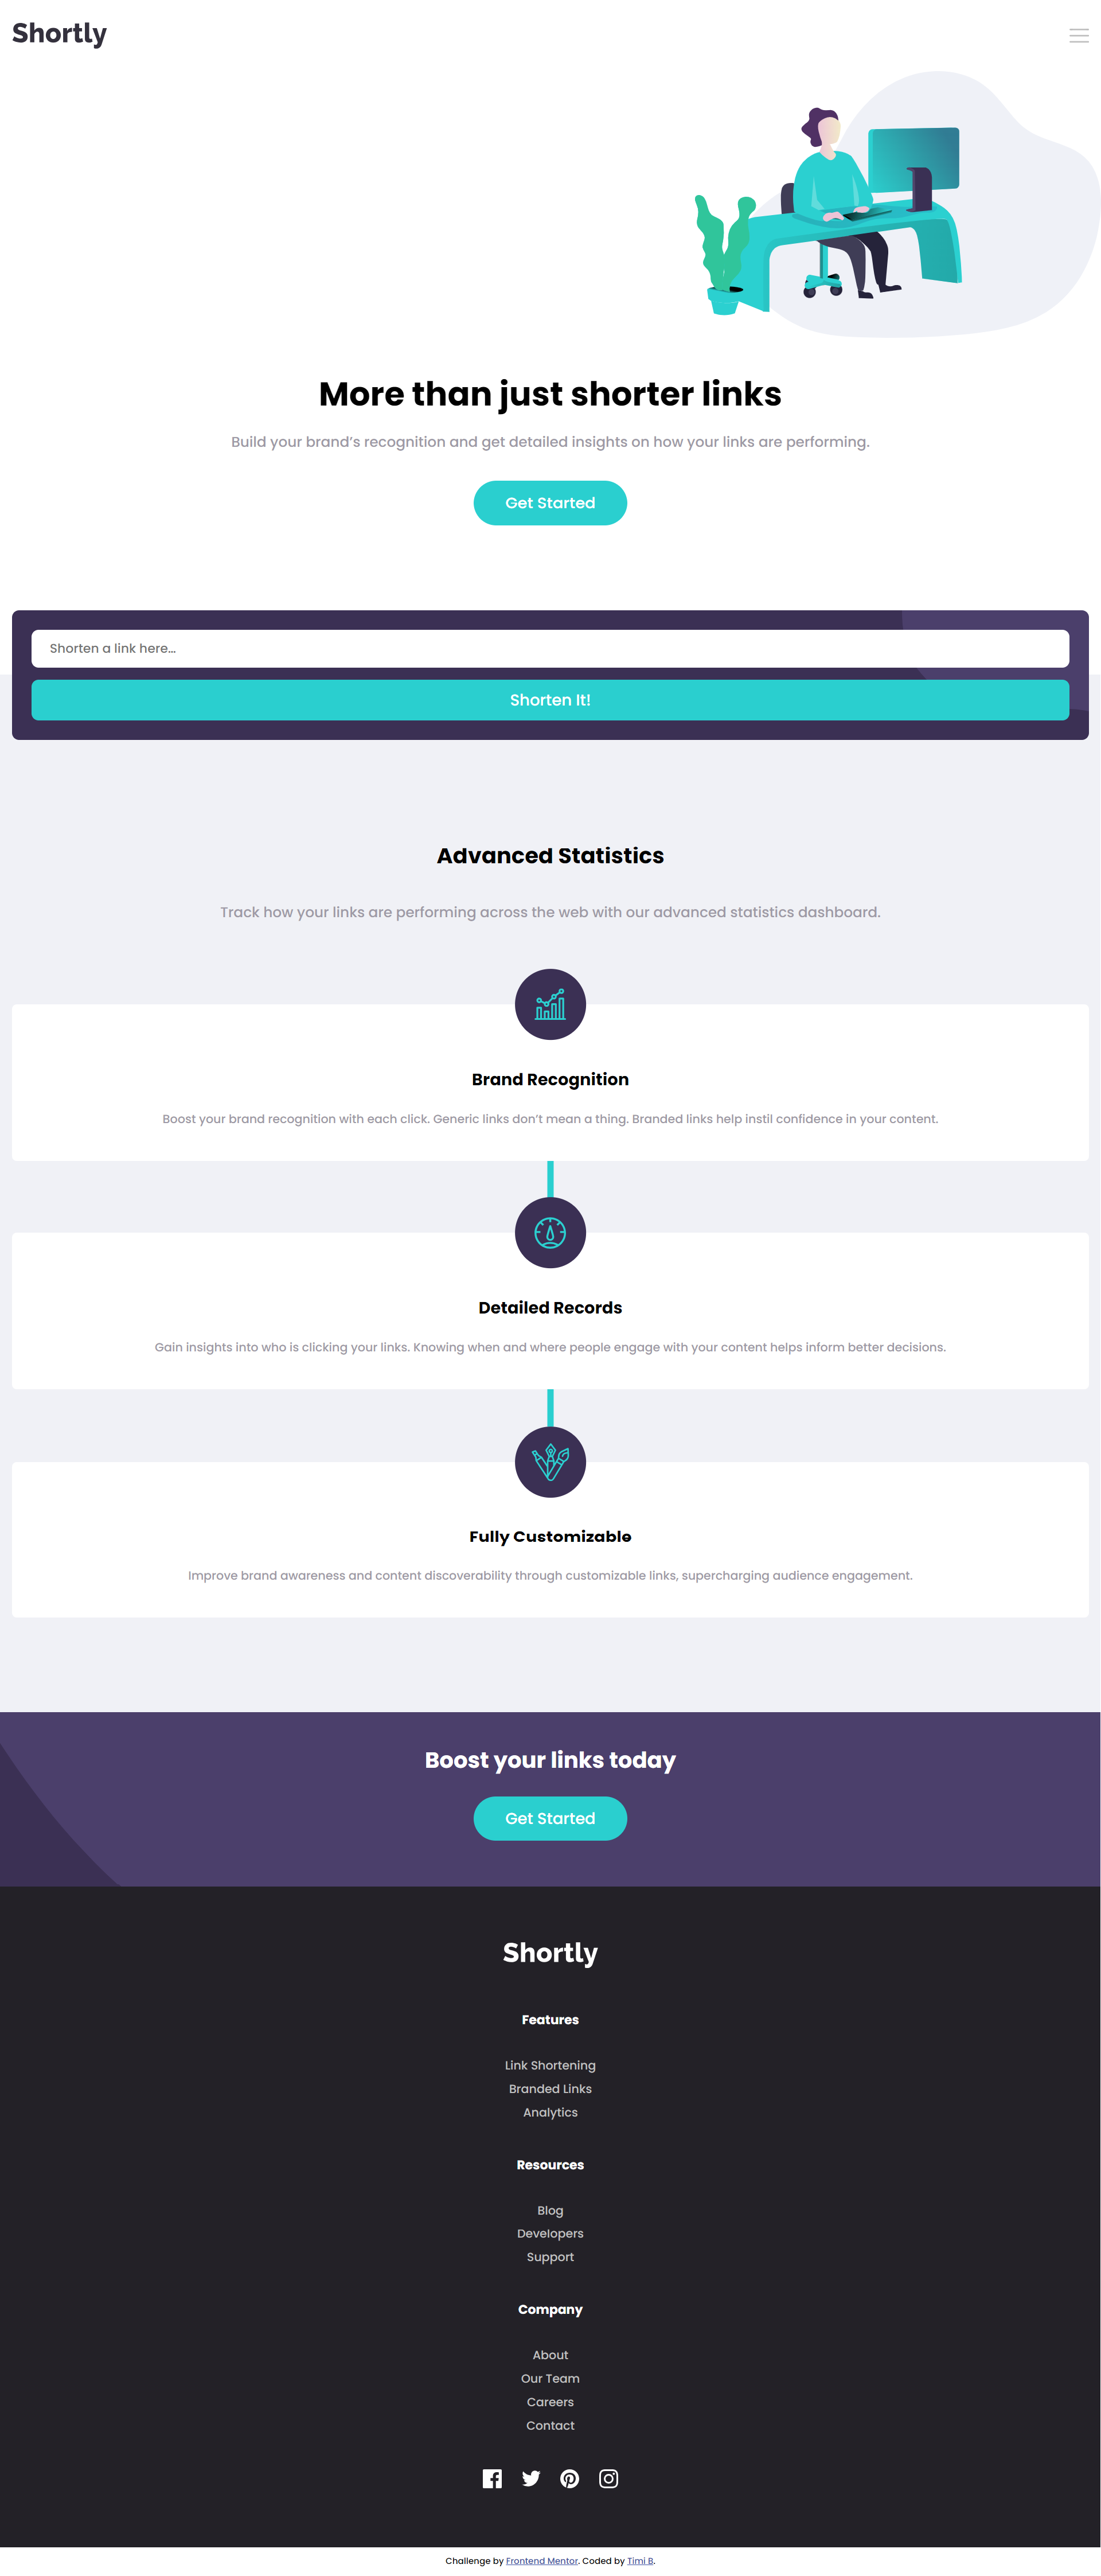 Shortly
More than just shorter links
Build your brand’s recognition and get detailed insights on how your links are performing.
Get Started
Shorten a link here...
Shorten It!
Advanced Statistics
Track how your links are performing across the web with our advanced statistics dashboard.
Brand Recognition
Boost your brand recognition with each click. Generic links don’t mean a thing. Branded links help instil confidence in your content.
Detailed Records
Gain insights into who is clicking your links. Knowing when and where people engage with your content helps inform better decisions.
Fully Customizable
Improve brand awareness and content discoverability through customizable links, supercharging audience engagement.
Boost your links today
Get Started
Shortly
Features
Link Shortening
Branded Links
Analytics
Resources
Blog
Developers
Support
Company
About
Our Team
Careers
Contact
Challenge by Frontend Mentor. Coded by Timi B.